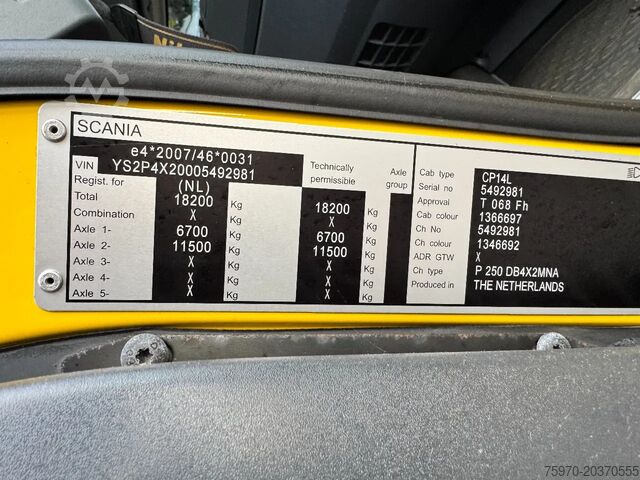 SCANIA
e4*2007/46*0031
VIN YS2P4X20005492981
Regist. for (NL) Technically permissible Axle group
Total 18200 Kg 18200 Kg
Combination X Kg X Kg
Axle 1- 6700 Kg 6700 Kg
Axle 2- 11500 Kg 11500 Kg
Axle 3- X Kg X Kg
Axle 4- X Kg X Kg
Axle 5- X Kg X Kg
Cab type CP14L
Serial no 5492981
Approval T 068 Fh
Cab colour 1366697
Ch No 5492981
Ch colour 1346692
ADR GTW X
Ch type P 250 DB4X2MNA
Produced in THE NETHERLANDS
75970-20370555